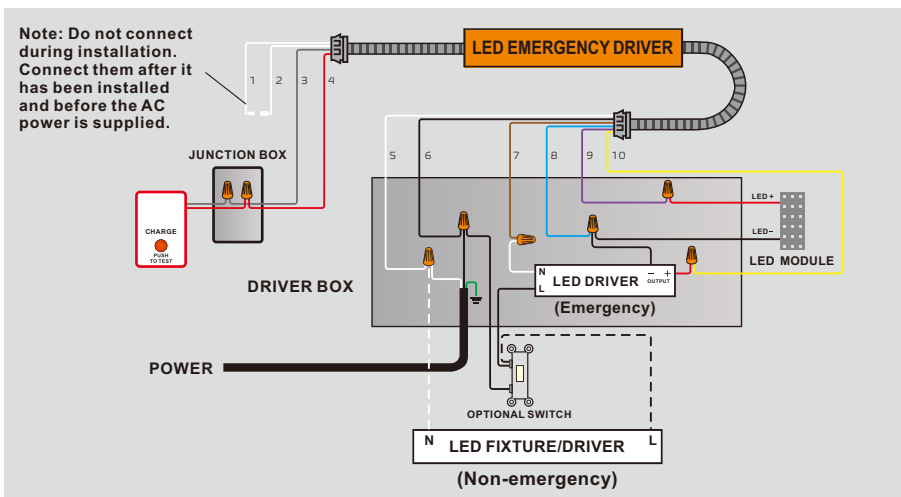 Note: Do not connect
during installation.
Connect them after it
has been installed
and before the AC
power is supplied.
LED EMERGENCY DRIVER
1 2 3 4
JUNCTION BOX
5 6 7 8 9 10
CHARGE
PUSH
TO TEST
LED +
LED–
LED MODULE
DRIVER BOX
N
L
LED DRIVER
– +
OUTPUT
(Emergency)
POWER
OPTIONAL SWITCH
N LED FIXTURE/DRIVER L
(Non-emergency)